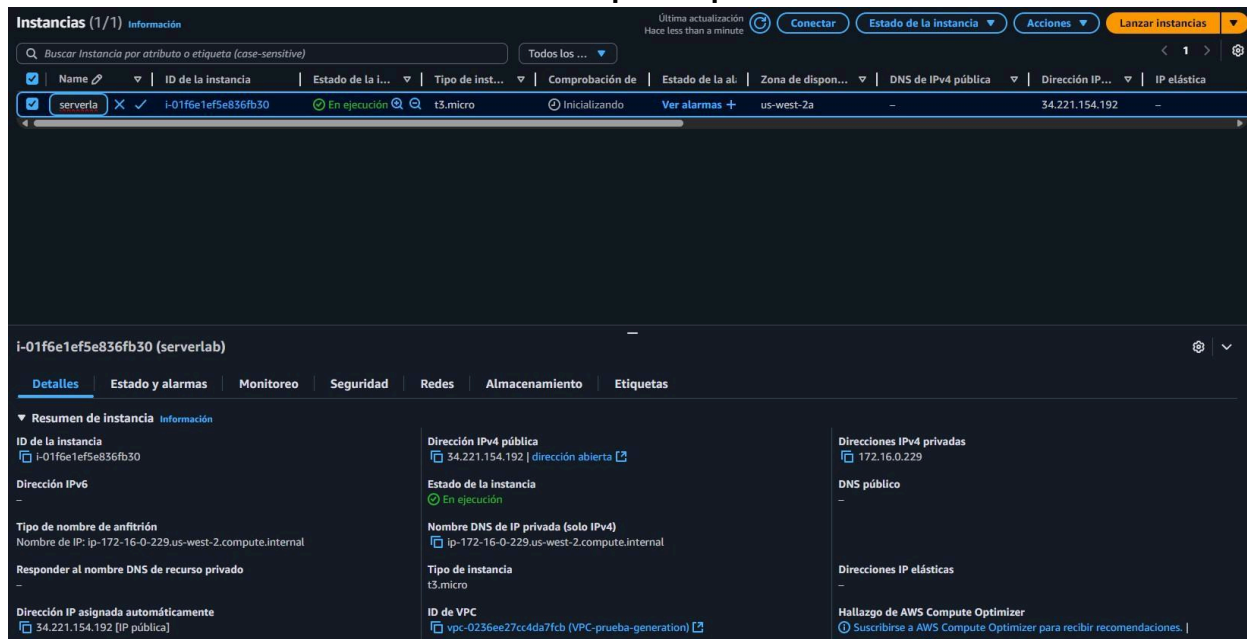 Instancias (1/1) Información
Última actualización
Hace less than a minute
Conectar
Estado de la instancia
Acciones
Lanzar instancias
Buscar Instancia por atributo o etiqueta (case-sensitive)
Todos los ...
1
Name
ID de la instancia
Estado de la i...
Tipo de inst...
Comprobación de
Estado de la al
Zona de dispon...
DNS de IPv4 pública
Dirección IP...
IP elástica
serverla
i-01f6e1ef5e836fb30
En ejecución
t3.micro
Inicializando
Ver alarmas +
us-west-2a
–
34.221.154.192
–
i-01f6e1ef5e836fb30 (serverlab)
Detalles
Estado y alarmas
Monitoreo
Seguridad
Redes
Almacenamiento
Etiquetas
Resumen de instancia Información
ID de la instancia
i-01f6e1ef5e836fb30
Dirección IPv4 pública
34.221.154.192 | dirección abierta
Direcciones IPv4 privadas
172.16.0.229
Dirección IPv6
–
Estado de la instancia
En ejecución
DNS público
–
Tipo de nombre de anfitrión
Nombre de IP: ip-172-16-0-229.us-west-2.compute.internal
Nombre DNS de IP privada (solo IPv4)
ip-172-16-0-229.us-west-2.compute.internal
Responder al nombre DNS de recurso privado
–
Tipo de instancia
t3.micro
Direcciones IP elásticas
–
Dirección IP asignada automáticamente
34.221.154.192 [IP pública]
ID de VPC
vpc-0236ee27cc4da7fcb (VPC-prueba-generation)
Hallazgo de AWS Compute Optimizer
Suscribirse a AWS Compute Optimizer para recibir recomendaciones. |